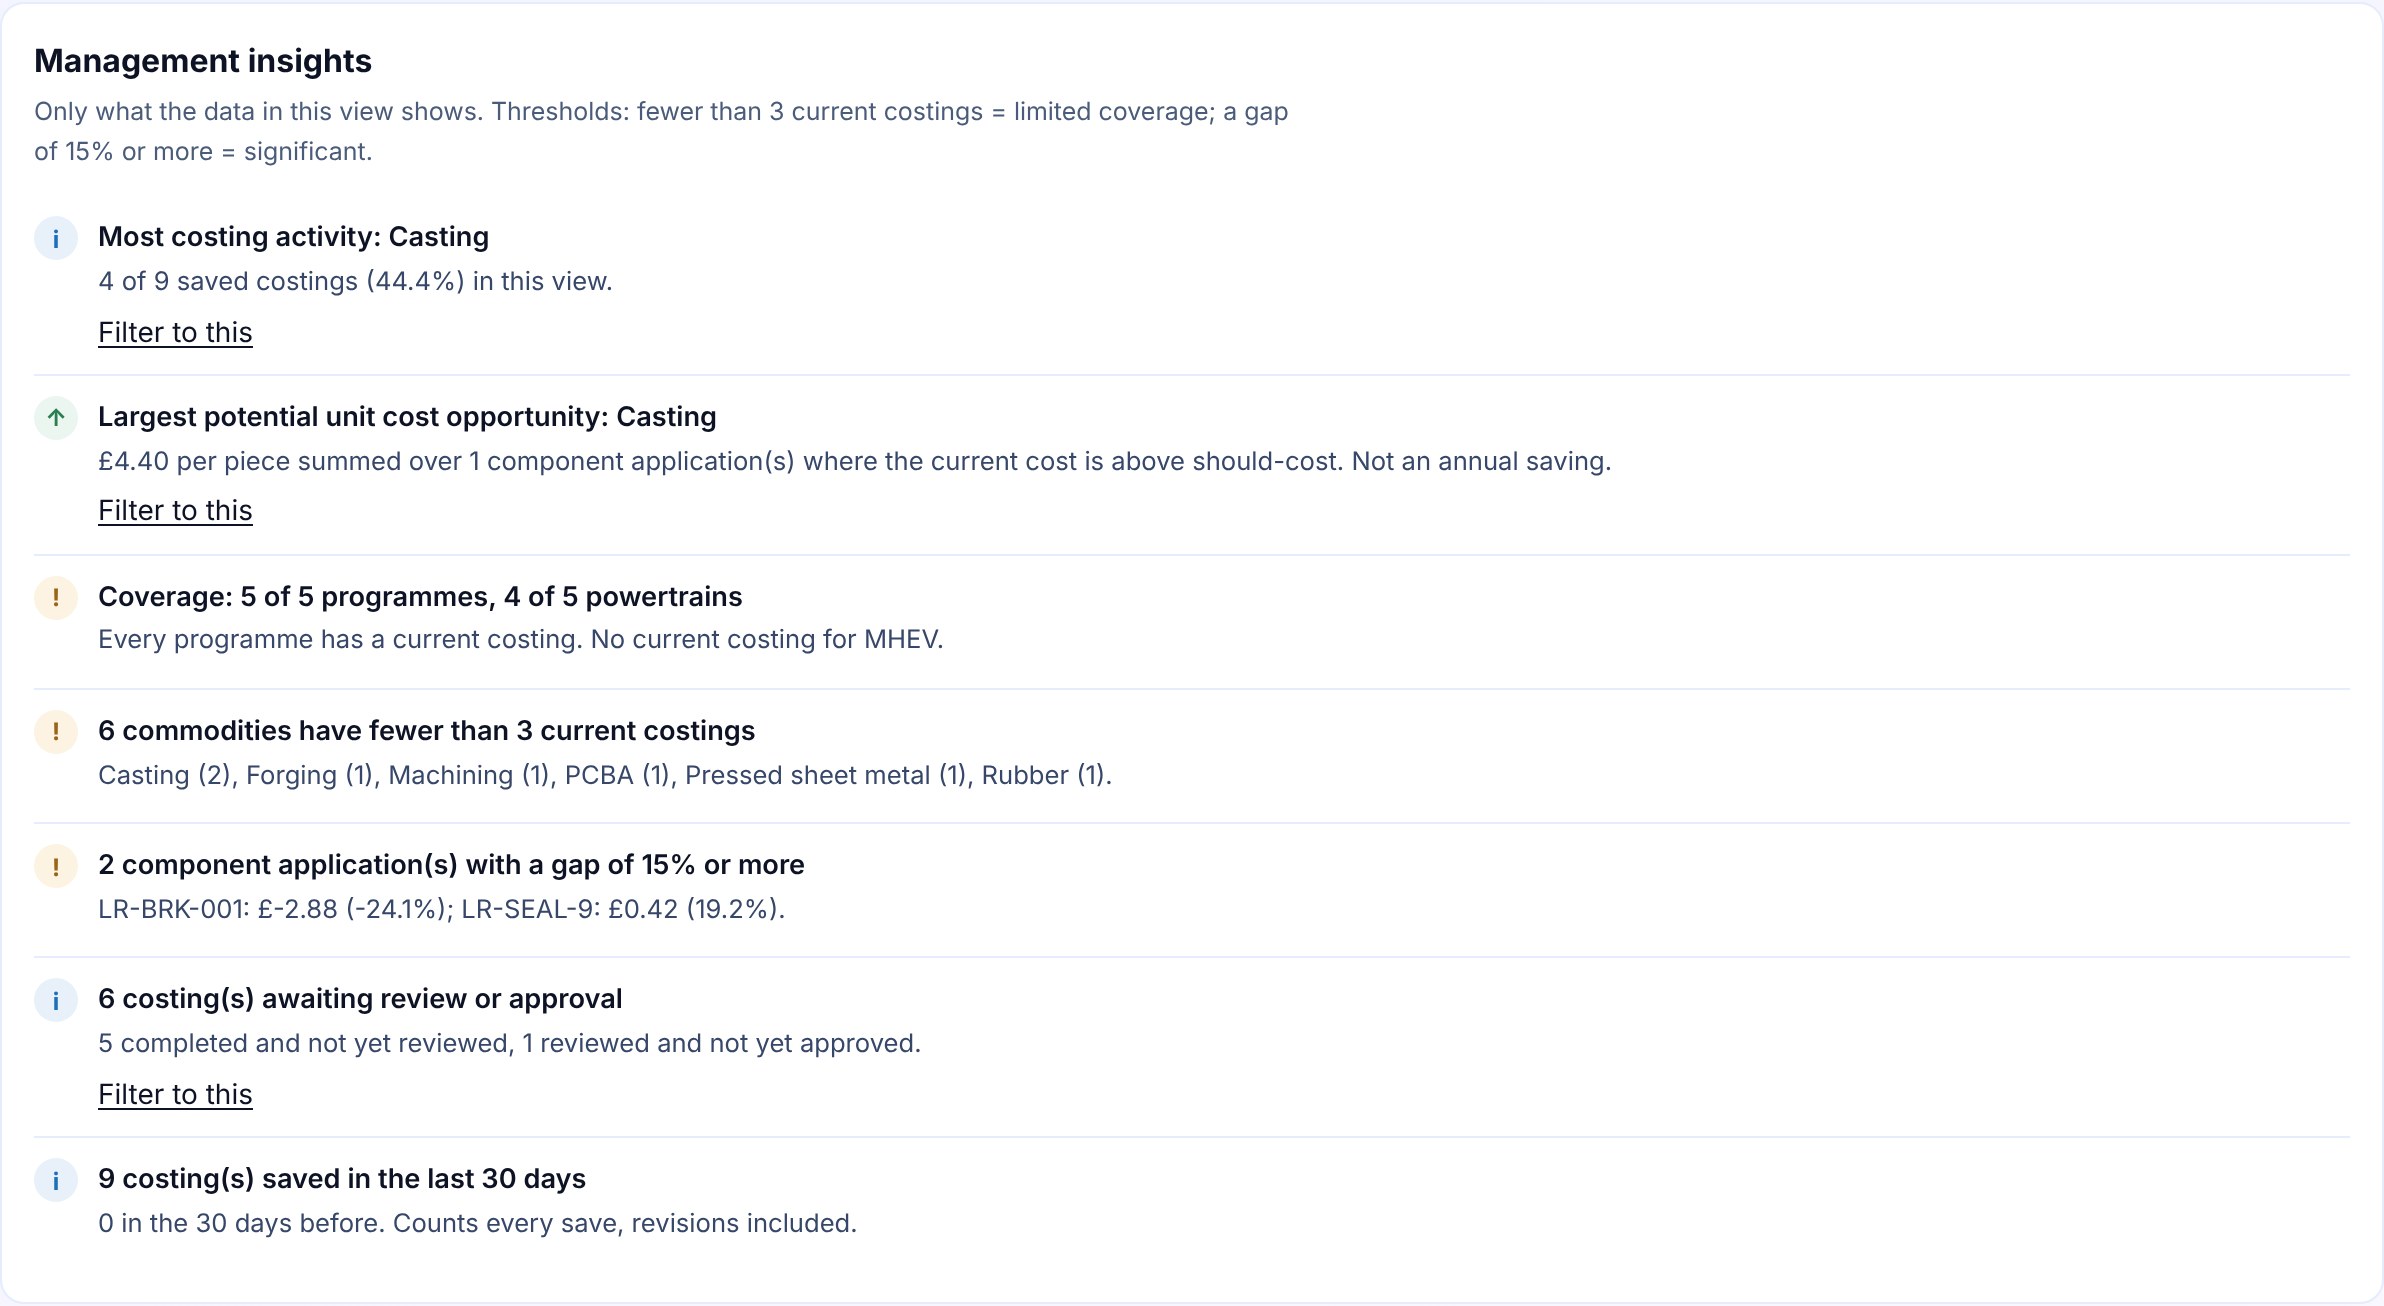 Management insights
Only what the data in this view shows. Thresholds: fewer than 3 current costings = limited coverage; a gap
of 15% or more = significant.
i
Most costing activity: Casting
4 of 9 saved costings (44.4%) in this view.
Filter to this
↑
Largest potential unit cost opportunity: Casting
£4.40 per piece summed over 1 component application(s) where the current cost is above should-cost. Not an annual saving.
Filter to this
!
Coverage: 5 of 5 programmes, 4 of 5 powertrains
Every programme has a current costing. No current costing for MHEV.
!
6 commodities have fewer than 3 current costings
Casting (2), Forging (1), Machining (1), PCBA (1), Pressed sheet metal (1), Rubber (1).
!
2 component application(s) with a gap of 15% or more
LR-BRK-001: £-2.88 (-24.1%); LR-SEAL-9: £0.42 (19.2%).
i
6 costing(s) awaiting review or approval
5 completed and not yet reviewed, 1 reviewed and not yet approved.
Filter to this
i
9 costing(s) saved in the last 30 days
0 in the 30 days before. Counts every save, revisions included.